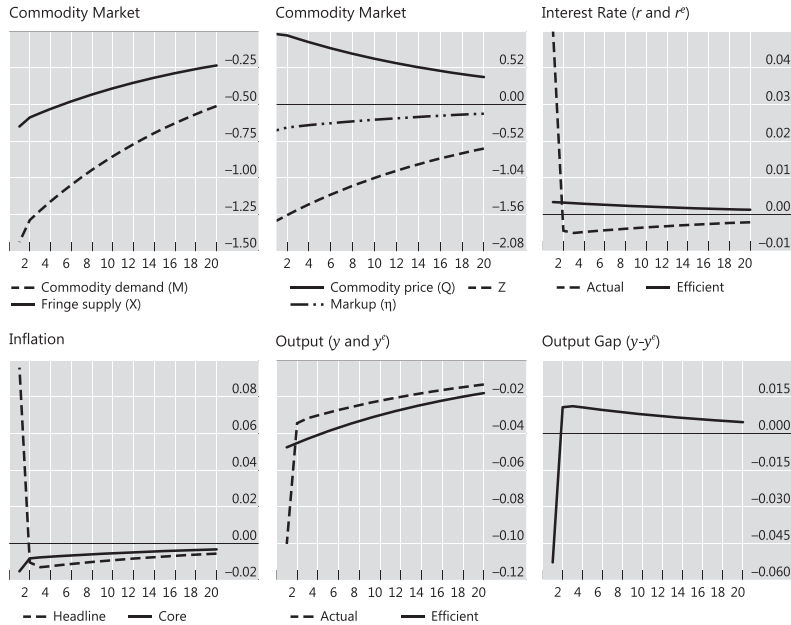 Commodity Market
−0.25
−0.50
−0.75
−1.00
−1.25
−1.50
2 4 6 8 10 12 14 16 18 20
Commodity demand (M)
Fringe supply (X)
Commodity Market
0.52
0.00
−0.52
−1.04
−1.56
−2.08
2 4 6 8 10 12 14 16 18 20
Commodity price (Q) Z
Markup (η)
Interest Rate (r and rᵉ)
0.04
0.03
0.02
0.01
0.00
−0.01
2 4 6 8 10 12 14 16 18 20
Actual Efficient
Inflation
0.08
0.06
0.04
0.02
0.00
−0.02
2 4 6 8 10 12 14 16 18 20
Headline Core
Output (y and yᵉ)
−0.02
−0.04
−0.06
−0.08
−0.10
−0.12
2 4 6 8 10 12 14 16 18 20
Actual Efficient
Output Gap (y–yᵉ)
0.015
0.000
−0.015
−0.030
−0.045
−0.060
2 4 6 8 10 12 14 16 18 20